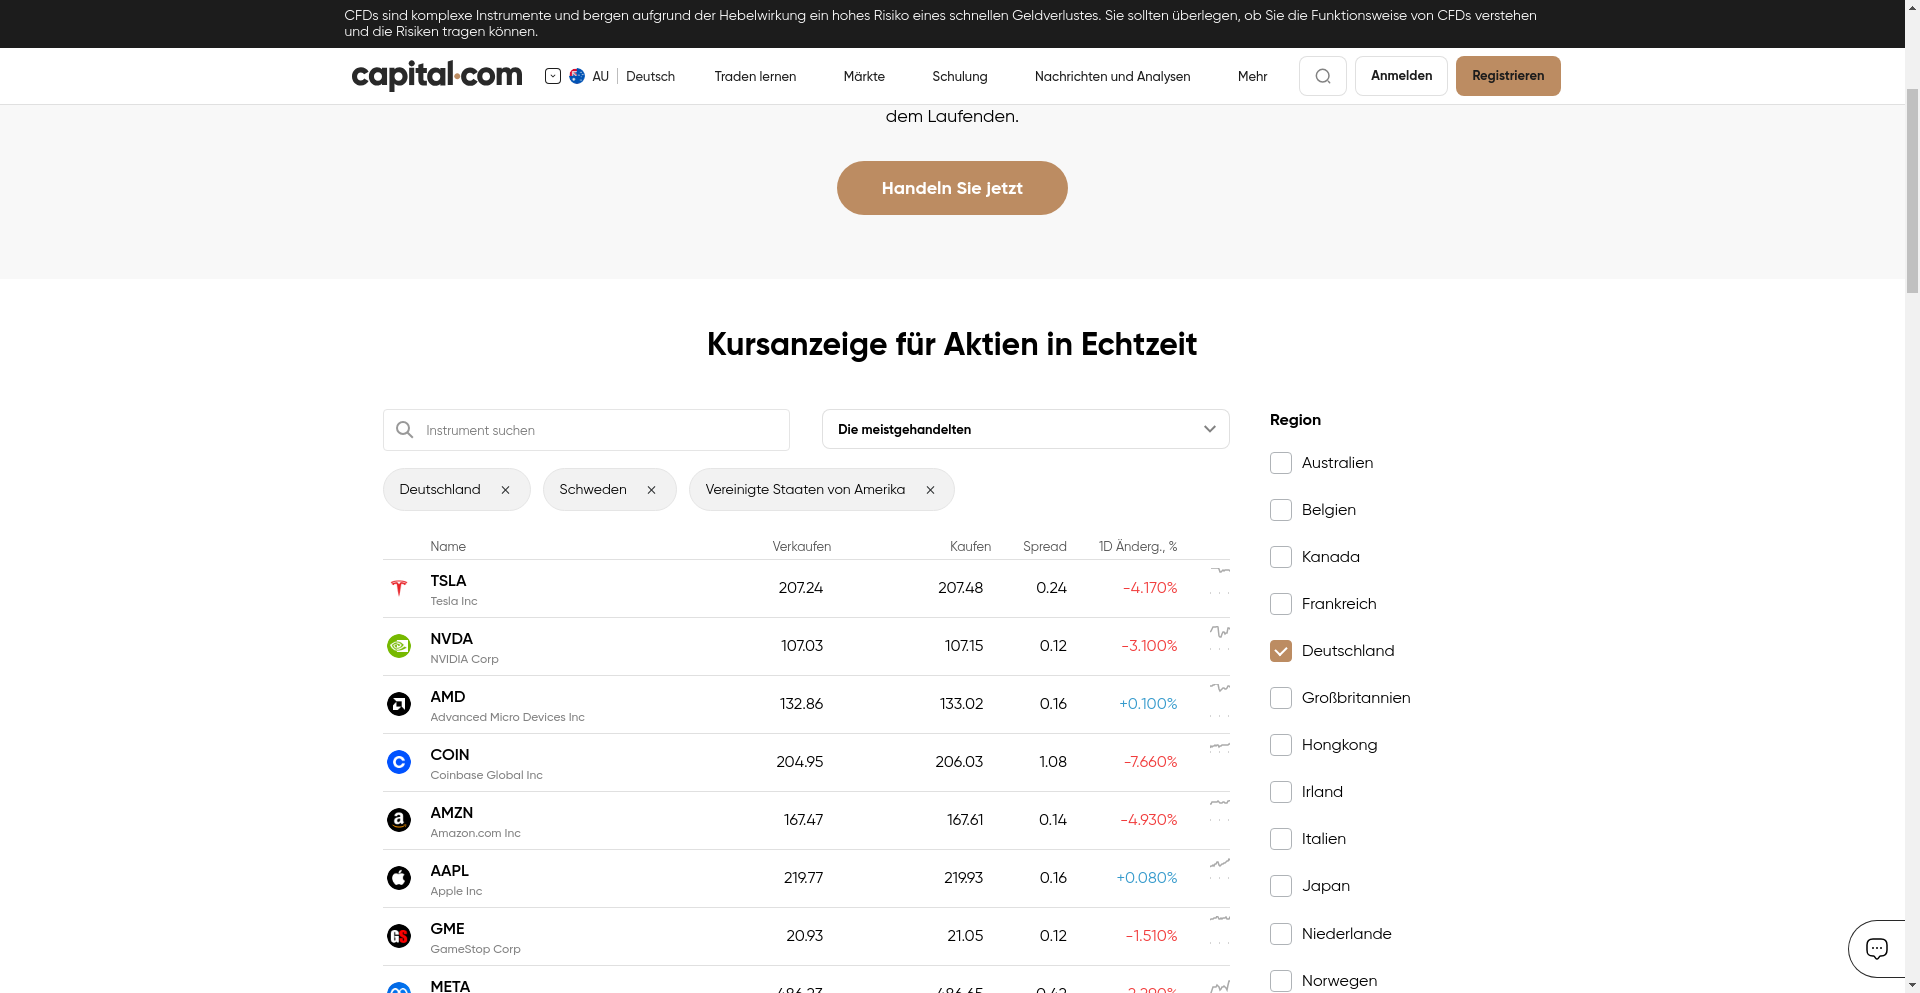 CFDs sind komplexe Instrumente und bergen aufgrund der Hebelwirkung ein hohes Risiko eines schnellen Geldverlustes. Sie sollten überlegen, ob Sie die Funktionsweise von CFDs verstehen
und die Risiken tragen können.
capital.com AU Deutsch Traden lernen Märkte Schulung Nachrichten und Analysen Mehr Anmelden Registrieren
dem Laufenden.
Handeln Sie jetzt
Kursanzeige für Aktien in Echtzeit
Instrument suchen
Die meistgehandelten
Deutschland × Schweden × Vereinigte Staaten von Amerika ×
Name Verkaufen Kaufen Spread 1D Änderg., %
TSLA
Tesla Inc
207.24 207.48 0.24 -4.170%
NVDA
NVIDIA Corp
107.03 107.15 0.12 -3.100%
AMD
Advanced Micro Devices Inc
132.86 133.02 0.16 +0.100%
COIN
Coinbase Global Inc
204.95 206.03 1.08 -7.660%
AMZN
Amazon.com Inc
167.47 167.61 0.14 -4.930%
AAPL
Apple Inc
219.77 219.93 0.16 +0.080%
GME
GameStop Corp
20.93 21.05 0.12 -1.510%
META
Region
Australien
Belgien
Kanada
Frankreich
Deutschland
Großbritannien
Hongkong
Irland
Italien
Japan
Niederlande
Norwegen